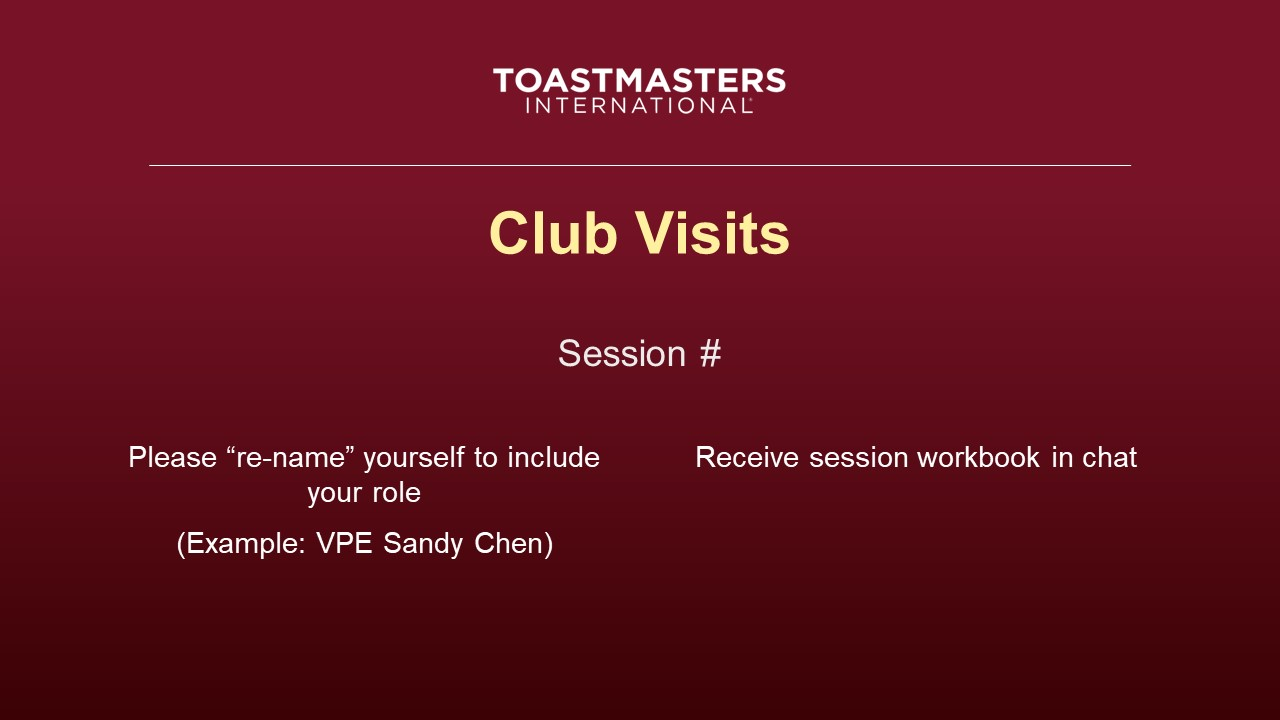 TOASTMASTERS
INTERNATIONAL
Club Visits
Session #
Please “re-name” yourself to include
your role
(Example: VPE Sandy Chen)
Receive session workbook in chat